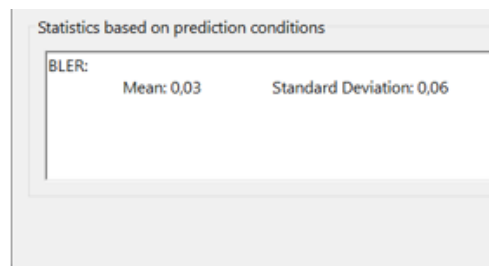 Statistics based on prediction conditions
BLER:
Mean: 0,03 Standard Deviation: 0,06